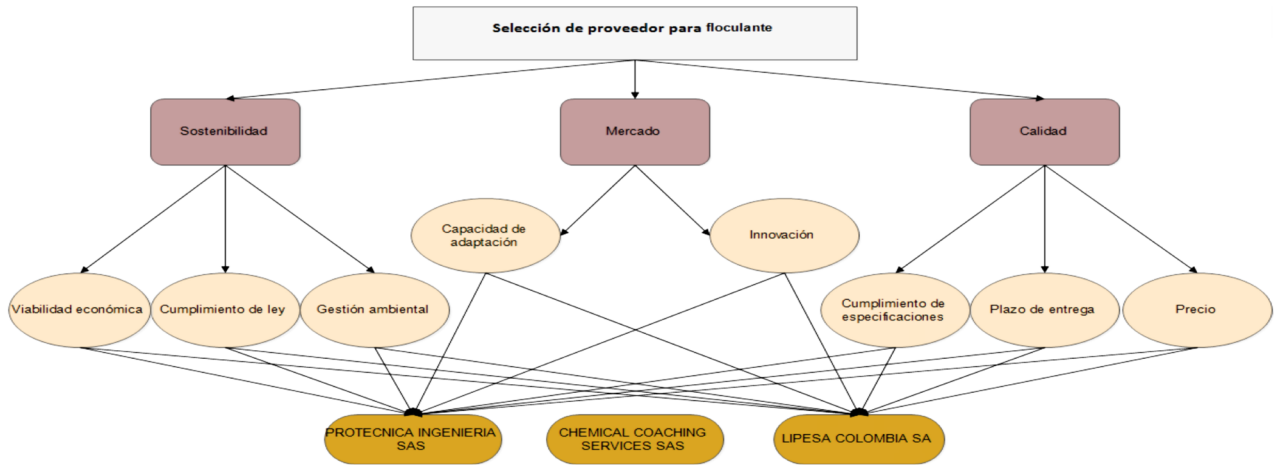 Selección de proveedor para floculante
Sostenibilidad
Mercado
Calidad
Capacidad de
adaptación
Innovación
Viabilidad económica
Cumplimiento de ley
Gestión ambiental
Cumplimiento de
especificaciones
Plazo de entrega
Precio
PROTECNICA INGENIERIA
SAS
CHEMICAL COACHING
SERVICES SAS
LIPESA COLOMBIA SA